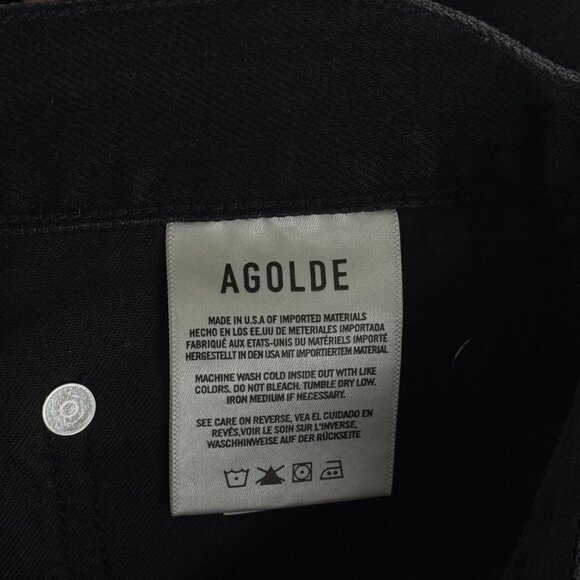 AGOLDE
MADE IN U.S.A OF IMPORTED MATERIALS
HECHO EN LOS EE.UU DE METERIALES IMPORTADA
FABRIQUÉ AUX ETATS-UNIS DU MATÉRIELS IMPORTÉ
HERGESTELLT IN DEN USA MIT IMPORTIERTEM MATERIAL
MACHINE WASH COLD INSIDE OUT WITH LIKE
COLORS. DO NOT BLEACH. TUMBLE DRY LOW.
IRON MEDIUM IF NECESSARY.
SEE CARE ON REVERSE, VEA EL CUIDADO EN
REVÉS,VOIR LE SOIN SUR L'INVERSE,
WASCHHINWEISE AUF DER RÜCKSEITE